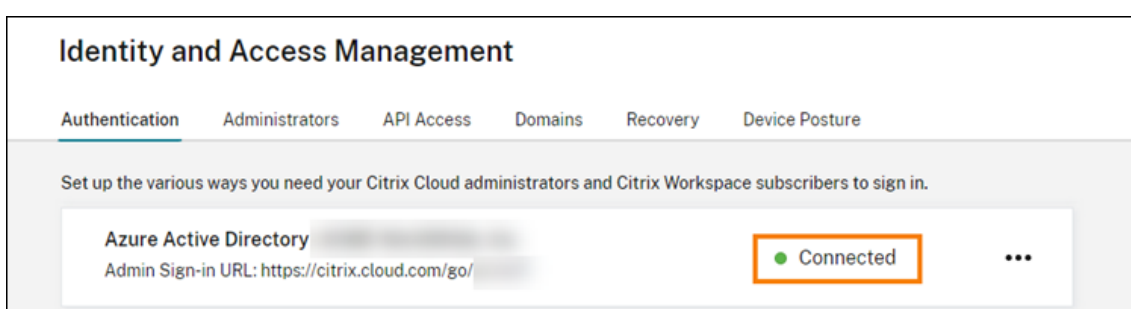 Identity and Access Management
Authentication Administrators API Access Domains Recovery Device Posture
Set up the various ways you need your Citrix Cloud administrators and Citrix Workspace subscribers to sign in.
Azure Active Directory
Admin Sign-in URL: https://citrix.cloud.com/go/
Connected